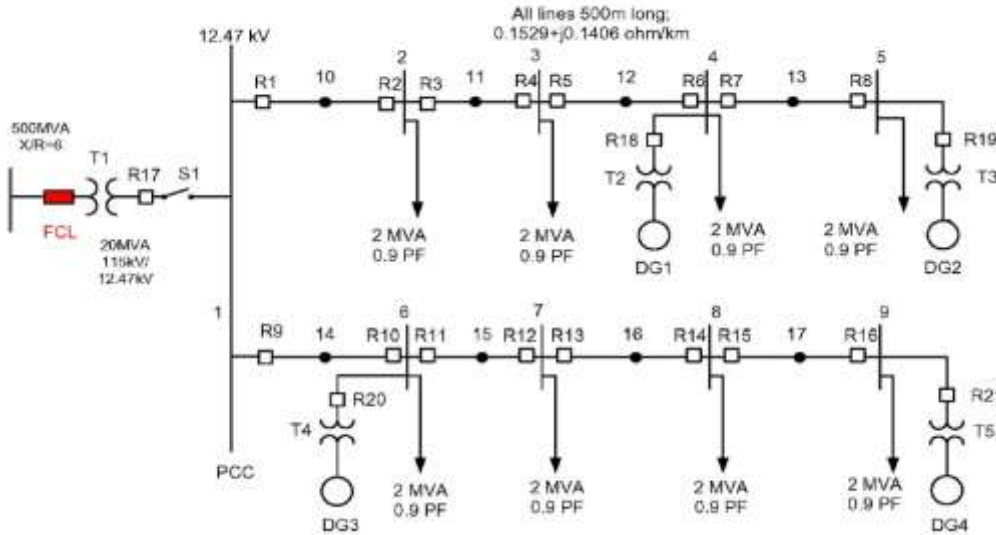 All lines 500m long;
0.1529+j0.1406 ohm/km
12.47 kV
2
3
4
5
R1
10
R2
R3
11
R4
R5
12
R6
R7
13
R8
500MVA
X/R=6
T1
R17
S1
R18
R19
T2
T3
FCL
20MVA
115kV/
12.47kV
2 MVA
0.9 PF
2 MVA
0.9 PF
DG1
2 MVA
0.9 PF
2 MVA
0.9 PF
DG2
1
6
7
8
9
R9
14
R10
R11
15
R12
R13
16
R14
R15
17
R16
R20
R2
T4
T5
PCC
DG3
2 MVA
0.9 PF
2 MVA
0.9 PF
2 MVA
0.9 PF
2 MVA
0.9 PF
DG4